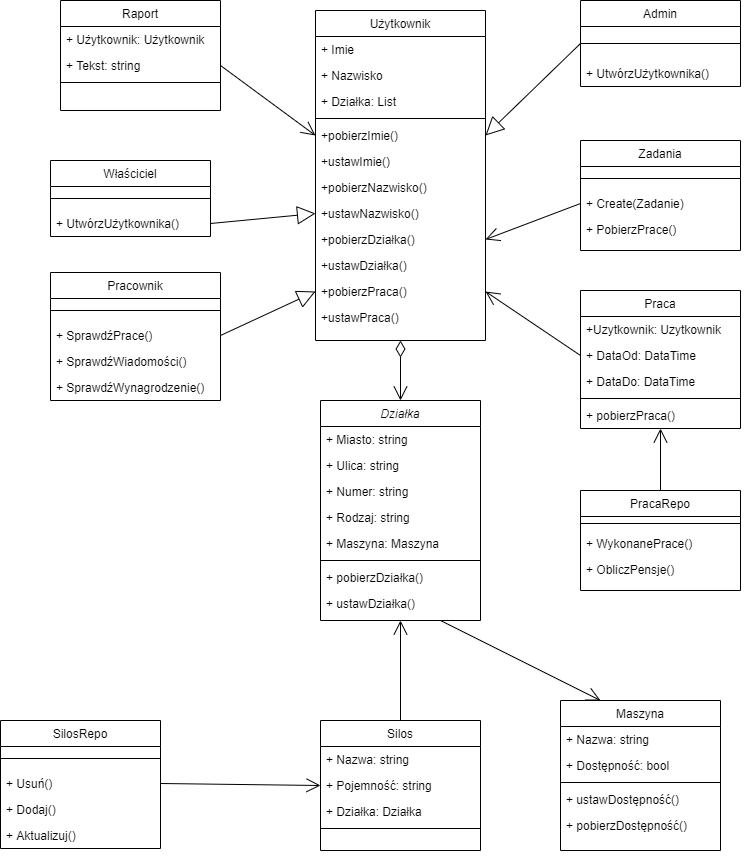 Raport
+ Użytkownik: Użytkownik
+ Tekst: string
Użytkownik
+ Imie
+ Nazwisko
+ Działka: List
+pobierzImie()
+ustawImie()
+pobierzNazwisko()
+ustawNazwisko()
+pobierzDziałka()
+ustawDziałka()
+pobierzPraca()
+ustawPraca()
Admin
+ UtwórzUżytkownika()
Właściciel
+ UtwórzUżytkownika()
Zadania
+ Create(Zadanie)
+ PobierzPrace()
Pracownik
+ SprawdźPrace()
+ SprawdźWiadomości()
+ SprawdźWynagrodzenie()
Praca
+Uzytkownik: Uzytkownik
+ DataOd: DataTime
+ DataDo: DataTime
+ pobierzPraca()
Działka
+ Miasto: string
+ Ulica: string
+ Numer: string
+ Rodzaj: string
+ Maszyna: Maszyna
+ pobierzDziałka()
+ ustawDziałka()
PracaRepo
+ WykonanePrace()
+ ObliczPensje()
SilosRepo
+ Usuń()
+ Dodaj()
+ Aktualizuj()
Silos
+ Nazwa: string
+ Pojemność: string
+ Działka: Działka
Maszyna
+ Nazwa: string
+ Dostępność: bool
+ ustawDostępność()
+ pobierzDostępność()